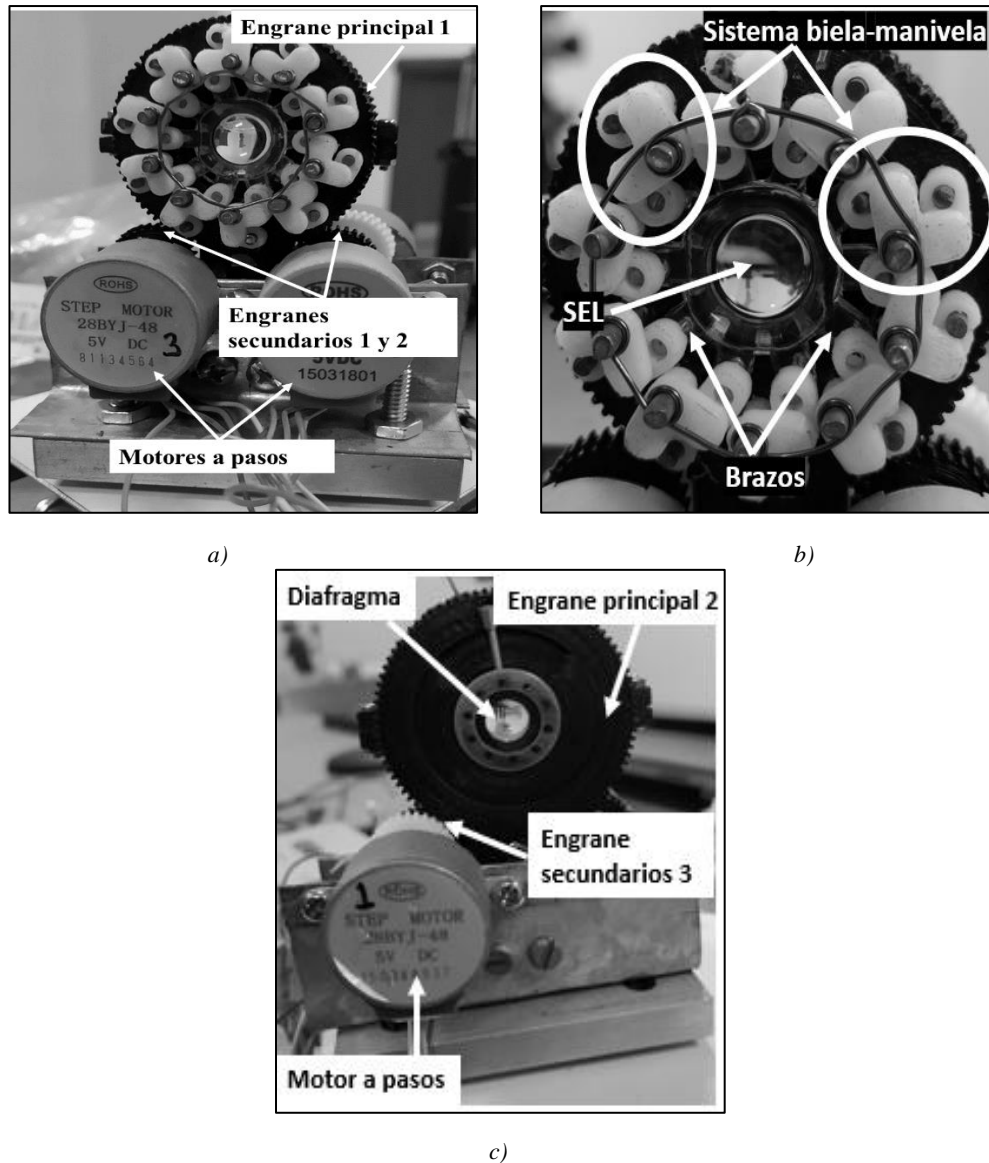 Engrane principal 1
ROHS
STEP MOTOR
28BYJ-48
5V DC 3
81134564
ROHS
5VDC
15031801
Engranes
secundarios 1 y 2
Motores a pasos
a)
Sistema biela-manivela
SEL
Brazos
b)
Diafragma
Engrane principal 2
Engrane
secundarios 3
1 ROHS
STEP MOTOR
28BYJ-48
5V DC
Motor a pasos
c)